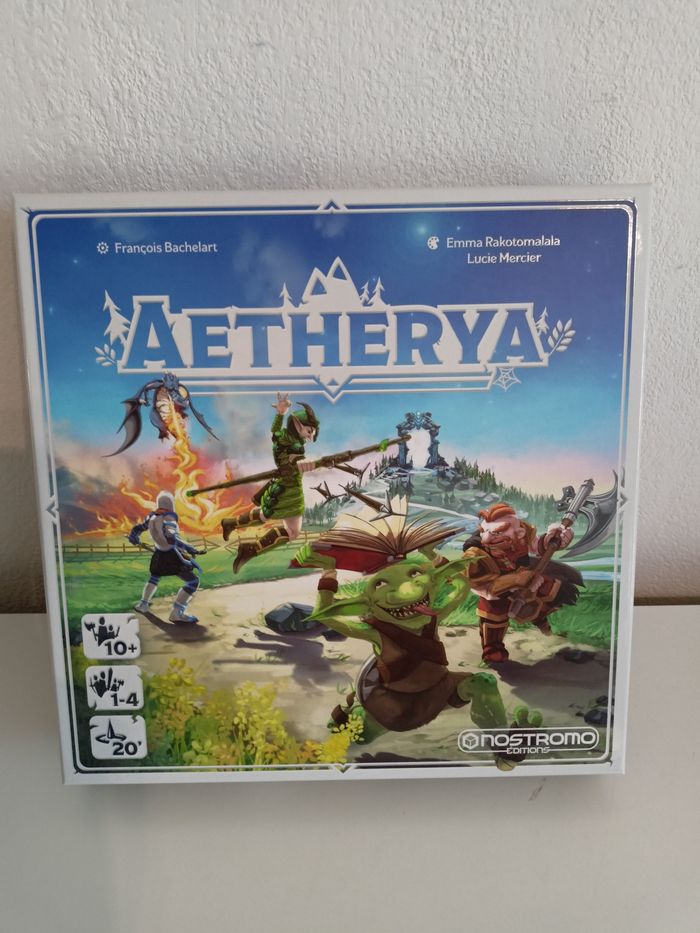 François Bachelart
Emma Rakotomalala
Lucie Mercier
AETHERYA
10+
1-4
20'
NOSTROMO
EDITIONS